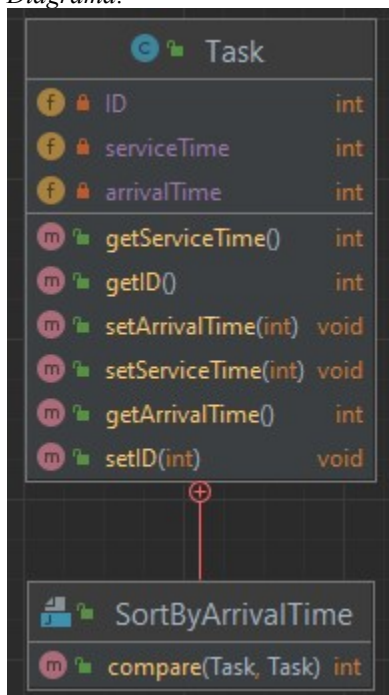 Diagrama:
Task
ID int
serviceTime int
arrivalTime int
getServiceTime() int
getID() int
setArrivalTime(int) void
setServiceTime(int) void
getArrivalTime() int
setID(int) void
SortByArrivalTime
compare(Task, Task) int